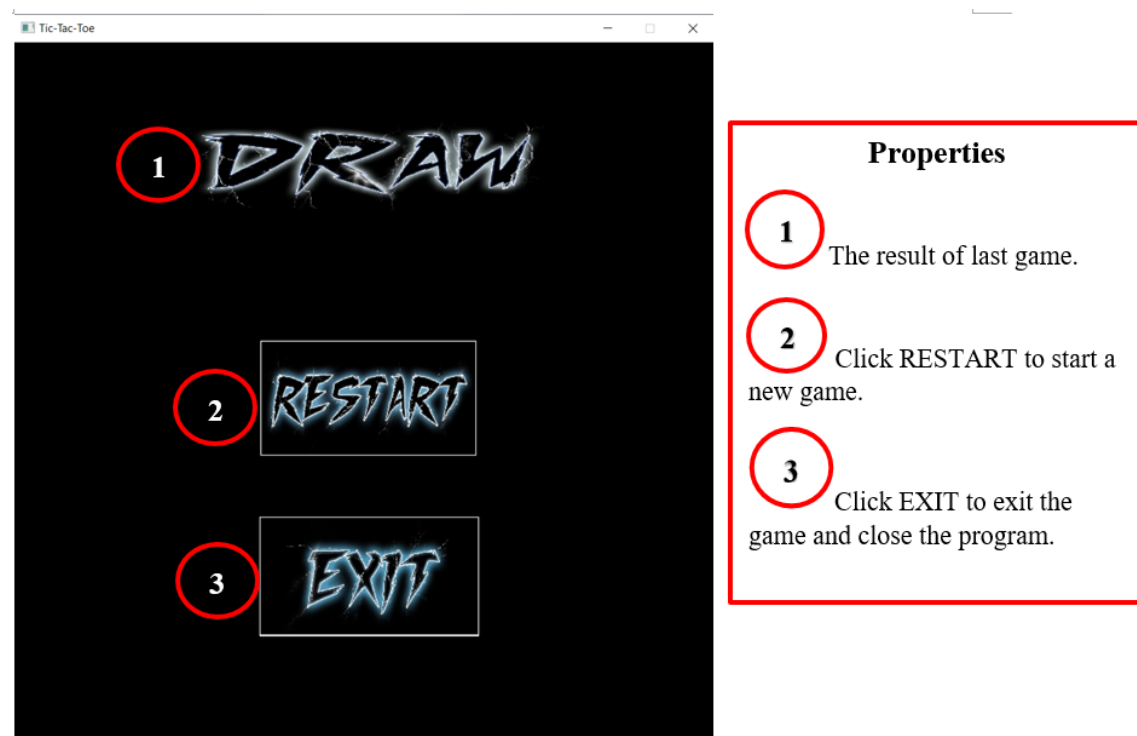 Tic-Tac-Toe
1
DRAW
2
RESTART
3
EXIT
Properties
1
The result of last game.
2
Click RESTART to start a
new game.
3
Click EXIT to exit the
game and close the program.